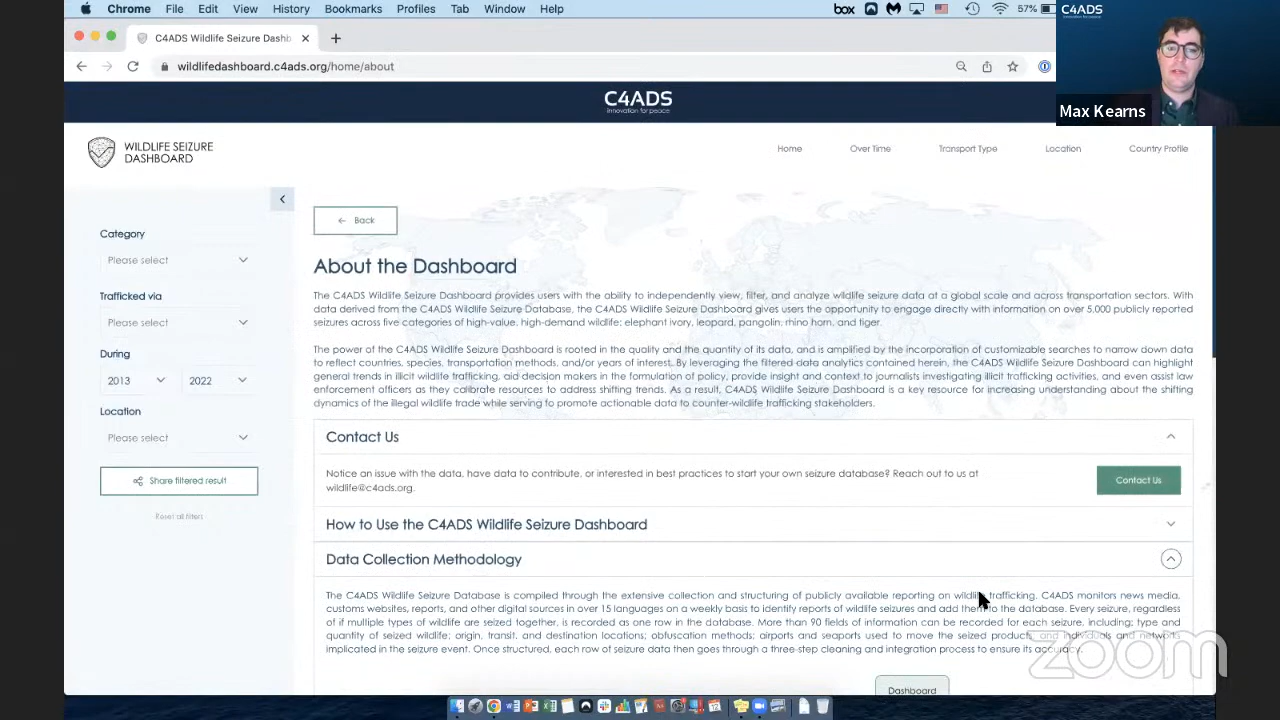 Chrome File Edit View History Bookmarks Profiles Tab Window Help box 57%
C4ADS
innovation for peace
C4ADS Wildlife Seizure Dashb
wildlifedashboard.c4ads.org/home/about
Max Kearns
C4ADS
innovation for peace
WILDLIFE SEIZURE
DASHBOARD
Home Over Time Transport Type Location Country Profile
Back
Category
Please select
Trafficked via
Please select
During
2013 2022
Location
Please select
Share filtered result
Reset all filters
About the Dashboard
The C4ADS Wildlife Seizure Dashboard provides users with the ability to independently view, filter, and analyze wildlife seizure data at a global scale and across transportation sectors. With
data derived from the C4ADS Wildlife Seizure Database, the C4ADS Wildlife Seizure Dashboard gives users the opportunity to engage directly with information on over 5,000 publicly reported
seizures across five categories of high-value, high-demand wildlife: elephant ivory, leopard, pangolin, rhino horn, and tiger.
The power of the C4ADS Wildlife Seizure Dashboard is rooted in the quality and the quantity of its data, and is amplified by the incorporation of customizable searches to narrow down data
to reflect countries, species, transportation methods, and/or years of interest. By leveraging the filtered data analytics contained herein, the C4ADS Wildlife Seizure Dashboard can highlight
general trends in illicit wildlife trafficking, aid decision makers in the formulation of policy, provide insight and context to journalists investigating illicit trafficking activities, and even assist law
enforcement officers as they calibrate resources to address shifting trends. As a result, C4ADS Wildlife Seizure Dashboard is a key resource for increasing understanding about the shifting
dynamics of the illegal wildlife trade while serving to promote actionable data to counter-wildlife trafficking stakeholders.
Contact Us
Notice an issue with the data, have data to contribute, or interested in best practices to start your own seizure database? Reach out to us at
wildlife@c4ads.org.
Contact Us
How to Use the C4ADS Wildlife Seizure Dashboard
Data Collection Methodology
The C4ADS Wildlife Seizure Database is compiled through the extensive collection and structuring of publicly available reporting on wildlife trafficking. C4ADS monitors news media,
customs websites, reports, and other digital sources in over 15 languages on a weekly basis to identify reports of wildlife seizures and add them to the database. Every seizure, regardless
of if multiple types of wildlife are seized together, is recorded as one row in the database. More than 90 fields of information can be recorded for each seizure, including: type and
quantity of seized wildlife; origin, transit, and destination locations; obfuscation methods; airports and seaports used to move the seized products; and individuals and networks
implicated in the seizure event. Once structured, each row of seizure data then goes through a three-step cleaning and integration process to ensure its accuracy.
zoom
Dashboard